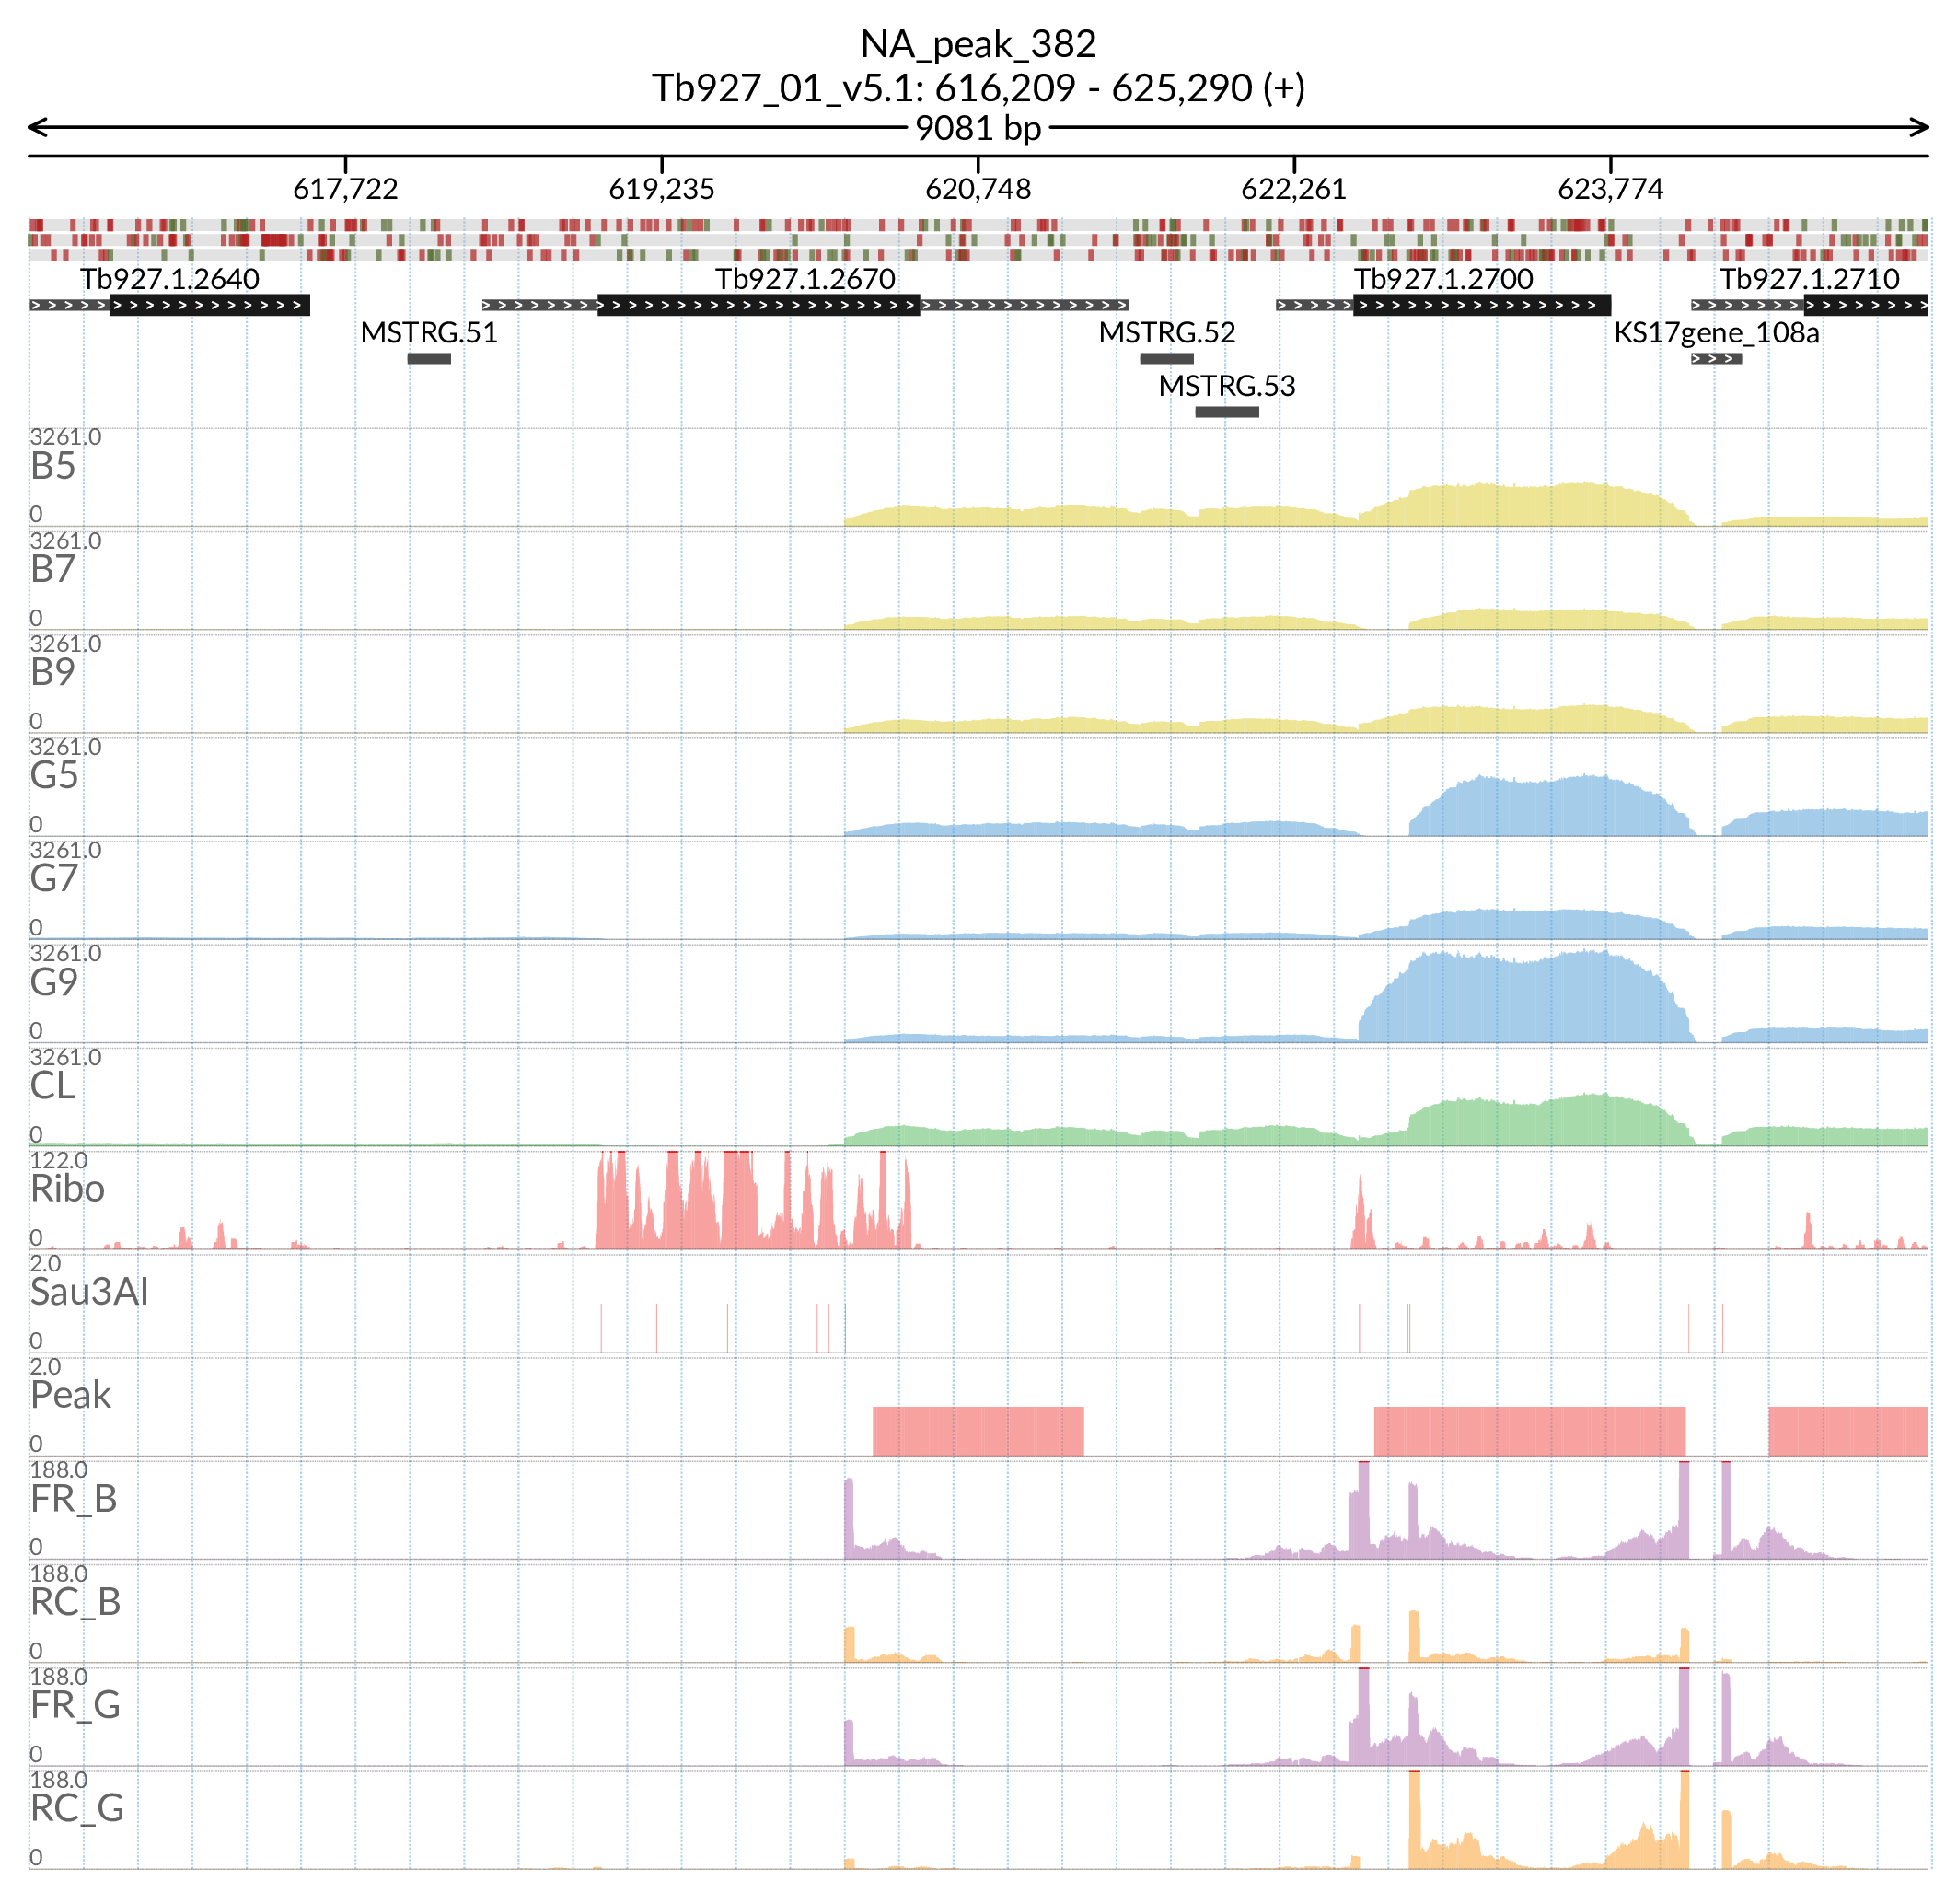 NA_peak_382
Tb927_01_v5.1: 616,209 - 625,290 (+)
9081 bp
617,722 619,235 620,748 622,261 623,774
Tb927.1.2640 Tb927.1.2670 Tb927.1.2700 Tb927.1.2710
MSTRG.51 MSTRG.52 KS17gene_108a
MSTRG.53
3261.0
B5
0
3261.0
B7
0
3261.0
B9
0
3261.0
G5
0
3261.0
G7
0
3261.0
G9
0
3261.0
CL
0
122.0
Ribo
0
2.0
Sau3AI
0
2.0
Peak
0
188.0
FR_B
0
188.0
RC_B
0
188.0
FR_G
0
188.0
RC_G
0